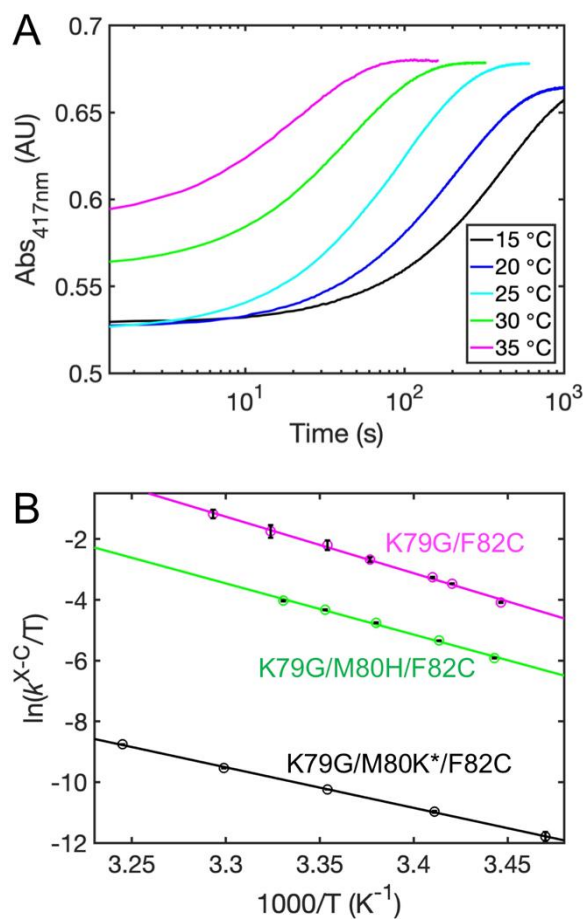 A
0.7
0.65
0.6
0.55
0.5
Abs417nm (AU)
15 °C
20 °C
25 °C
30 °C
35 °C
10¹
10²
10³
Time (s)
B
-2
-4
-6
-8
-10
-12
ln(k^X-C/T)
K79G/F82C
K79G/M80H/F82C
K79G/M80K*/F82C
3.25
3.3
3.35
3.4
3.45
1000/T (K⁻¹)